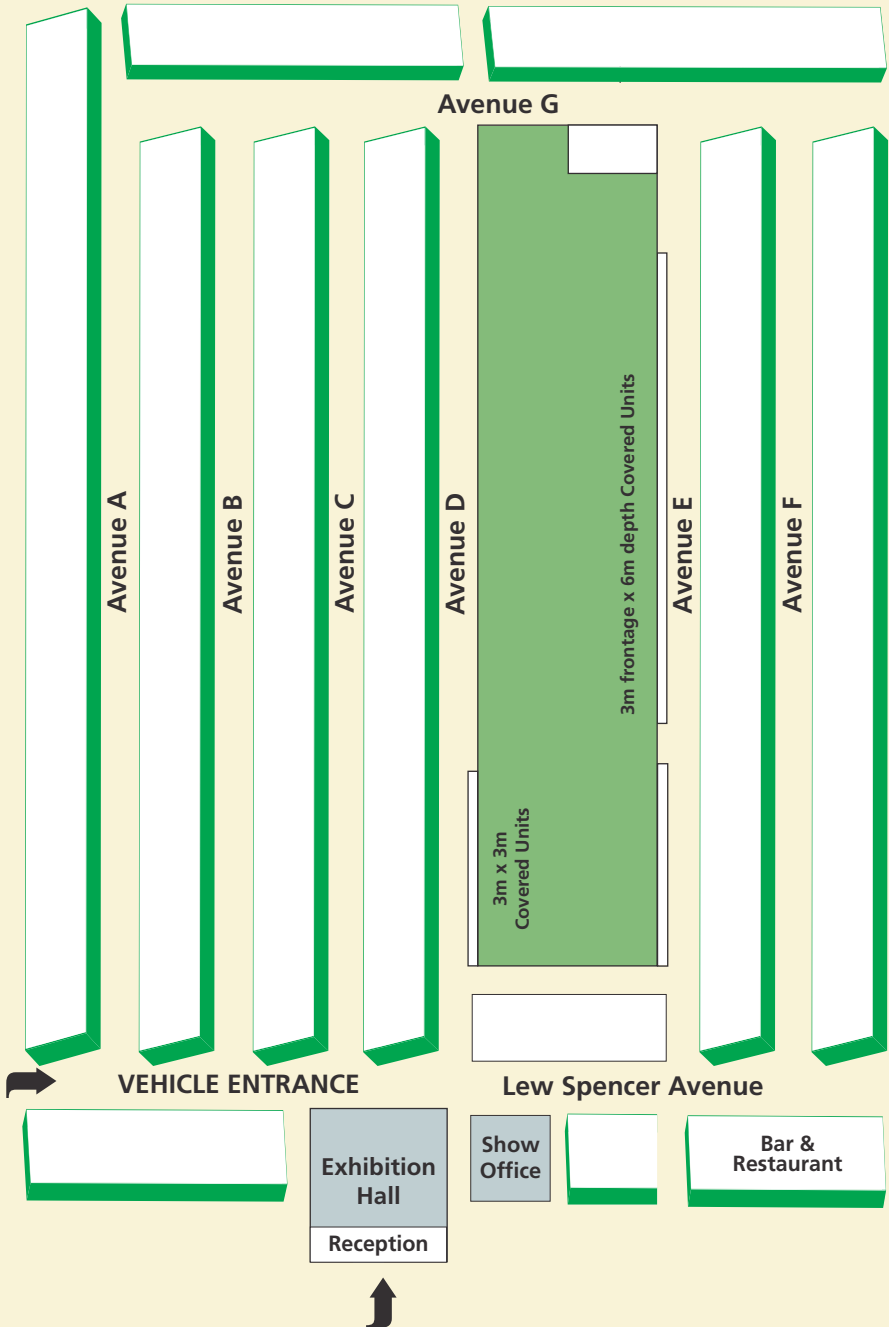 Avenue G
Avenue A
Avenue B
Avenue C
Avenue D
3m frontage x 6m depth Covered Units
Avenue E
Avenue F
3m x 3m
Covered Units
VEHICLE ENTRANCE
Lew Spencer Avenue
Exhibition
Hall
Reception
Show
Office
Bar &
Restaurant